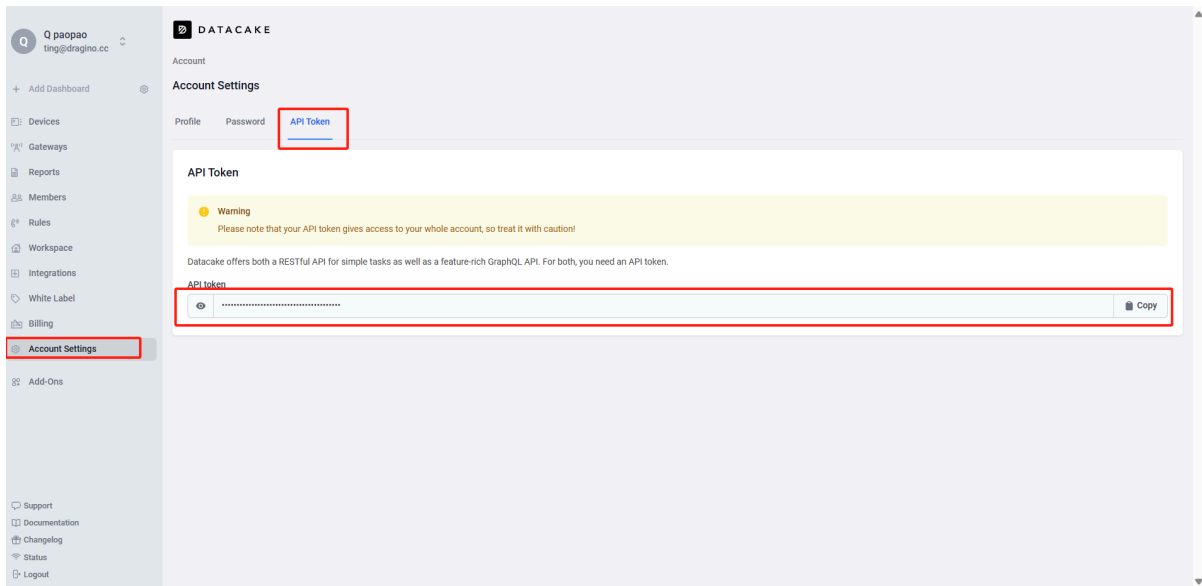 Q
Q paopao
ting@dragino.cc
+ Add Dashboard
Devices
Gateways
Reports
Members
Rules
Workspace
Integrations
White Label
Billing
Account Settings
Add-Ons
Support
Documentation
Changelog
Status
Logout
DATACAKE
Account
Account Settings
Profile Password API Token
API Token
Warning
Please note that your API token gives access to your whole account, so treat it with caution!
Datacake offers both a RESTful API for simple tasks as well as a feature-rich GraphQL API. For both, you need an API token.
API token
Copy